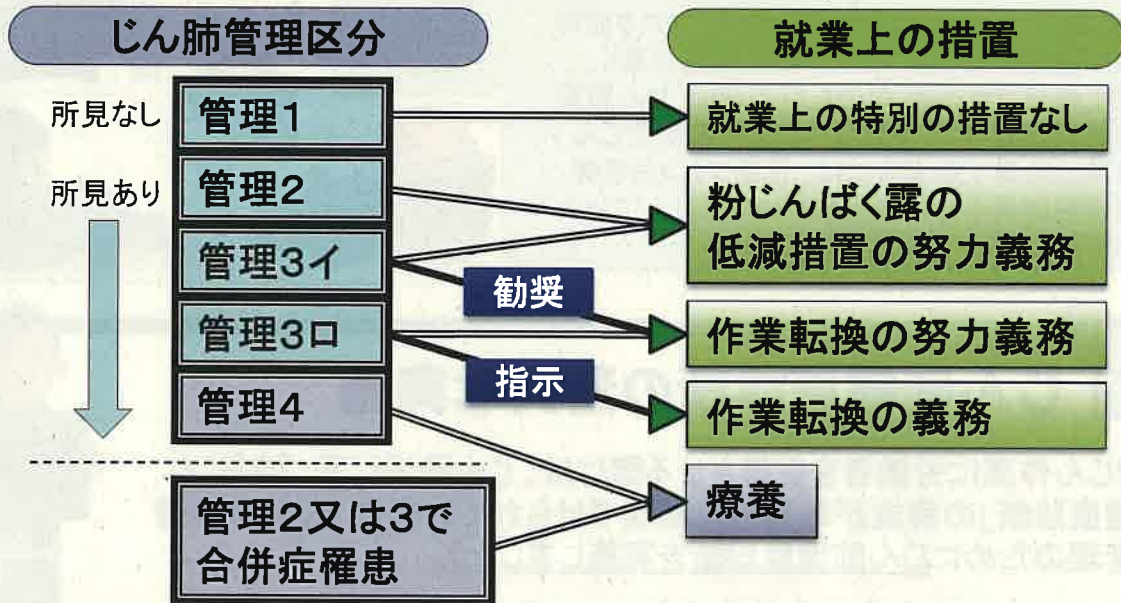 じん肺管理区分
就業上の措置
所見なし
管理1
就業上の特別の措置なし
所見あり
管理2
粉じんばく露の
低減措置の努力義務
管理3イ
勧奨
管理3ロ
作業転換の努力義務
指示
管理4
作業転換の義務
管理2又は3で
合併症罹患
療養